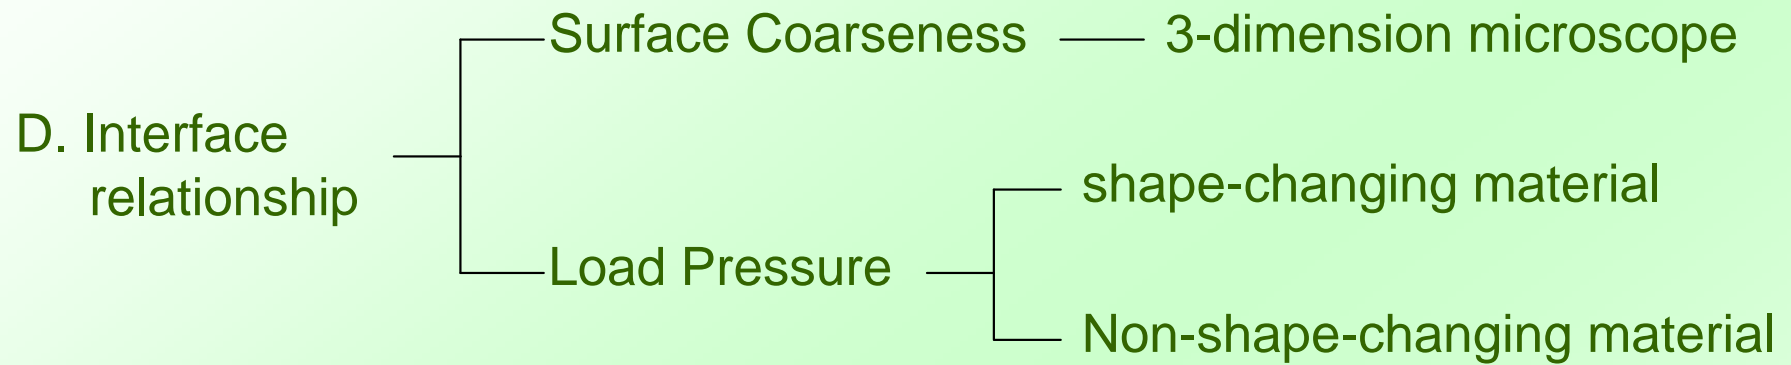 Surface Coarseness
3-dimension microscope
D. Interface
relationship
shape-changing material
Load Pressure
Non-shape-changing material